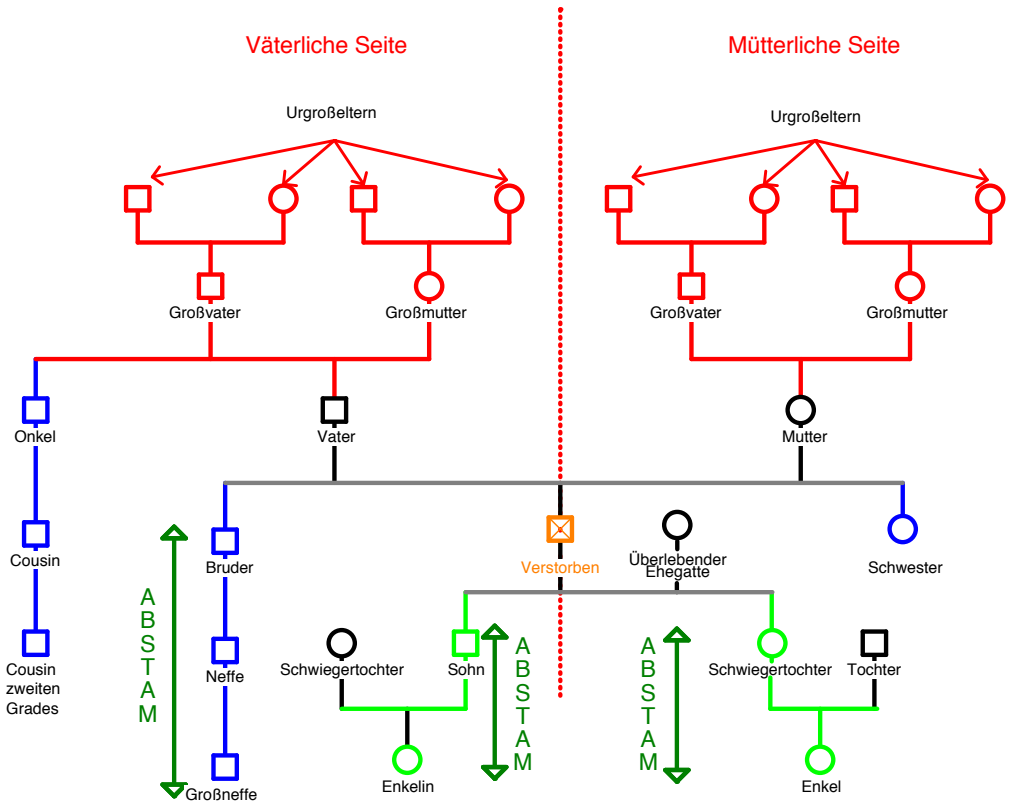 Väterliche Seite
Mütterliche Seite
Urgroßeltern
Urgroßeltern
Großvater
Großmutter
Großvater
Großmutter
Onkel
Vater
Mutter
Cousin
Bruder
Verstorben
Überlebender
Ehegatte
Schwester
A
B
S
T
A
M
Cousin
zweiten
Grades
Neffe
Schwiegertochter
Sohn
A
B
S
T
A
M
A
B
S
T
A
M
Schwiegertochter
Tochter
Großneffe
Enkelin
Enkel